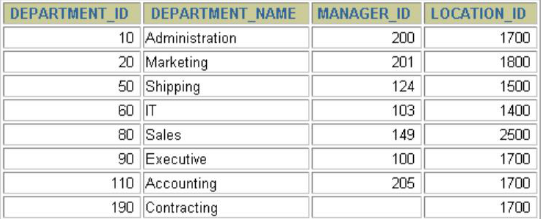 DEPARTMENT_ID DEPARTMENT_NAME MANAGER_ID LOCATION_ID
10 Administration 200 1700
20 Marketing 201 1800
50 Shipping 124 1500
60 IT 103 1400
80 Sales 149 2500
90 Executive 100 1700
110 Accounting 205 1700
190 Contracting 1700